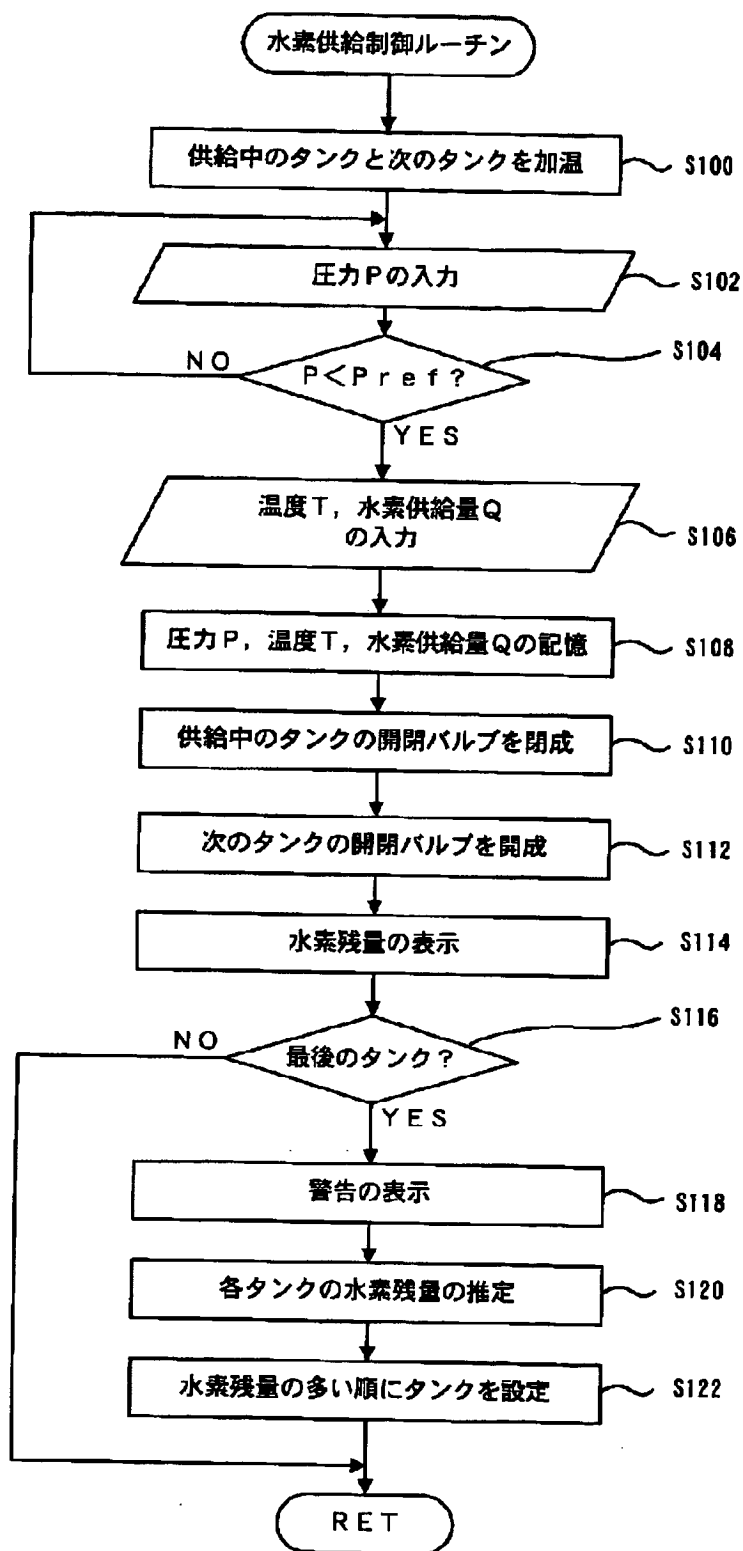 水素供給制御ルーチン
供給中のタンクと次のタンクを加温
S100
圧力Pの入力
S102
NO
P<Pref?
S104
YES
温度T，水素供給量Q
の入力
S106
圧力P，温度T，水素供給量Qの記憶
S108
供給中のタンクの開閉バルブを閉成
S110
次のタンクの開閉バルブを開成
S112
水素残量の表示
S114
NO
最後のタンク?
S116
YES
警告の表示
S118
各タンクの水素残量の推定
S120
水素残量の多い順にタンクを設定
S122
RET